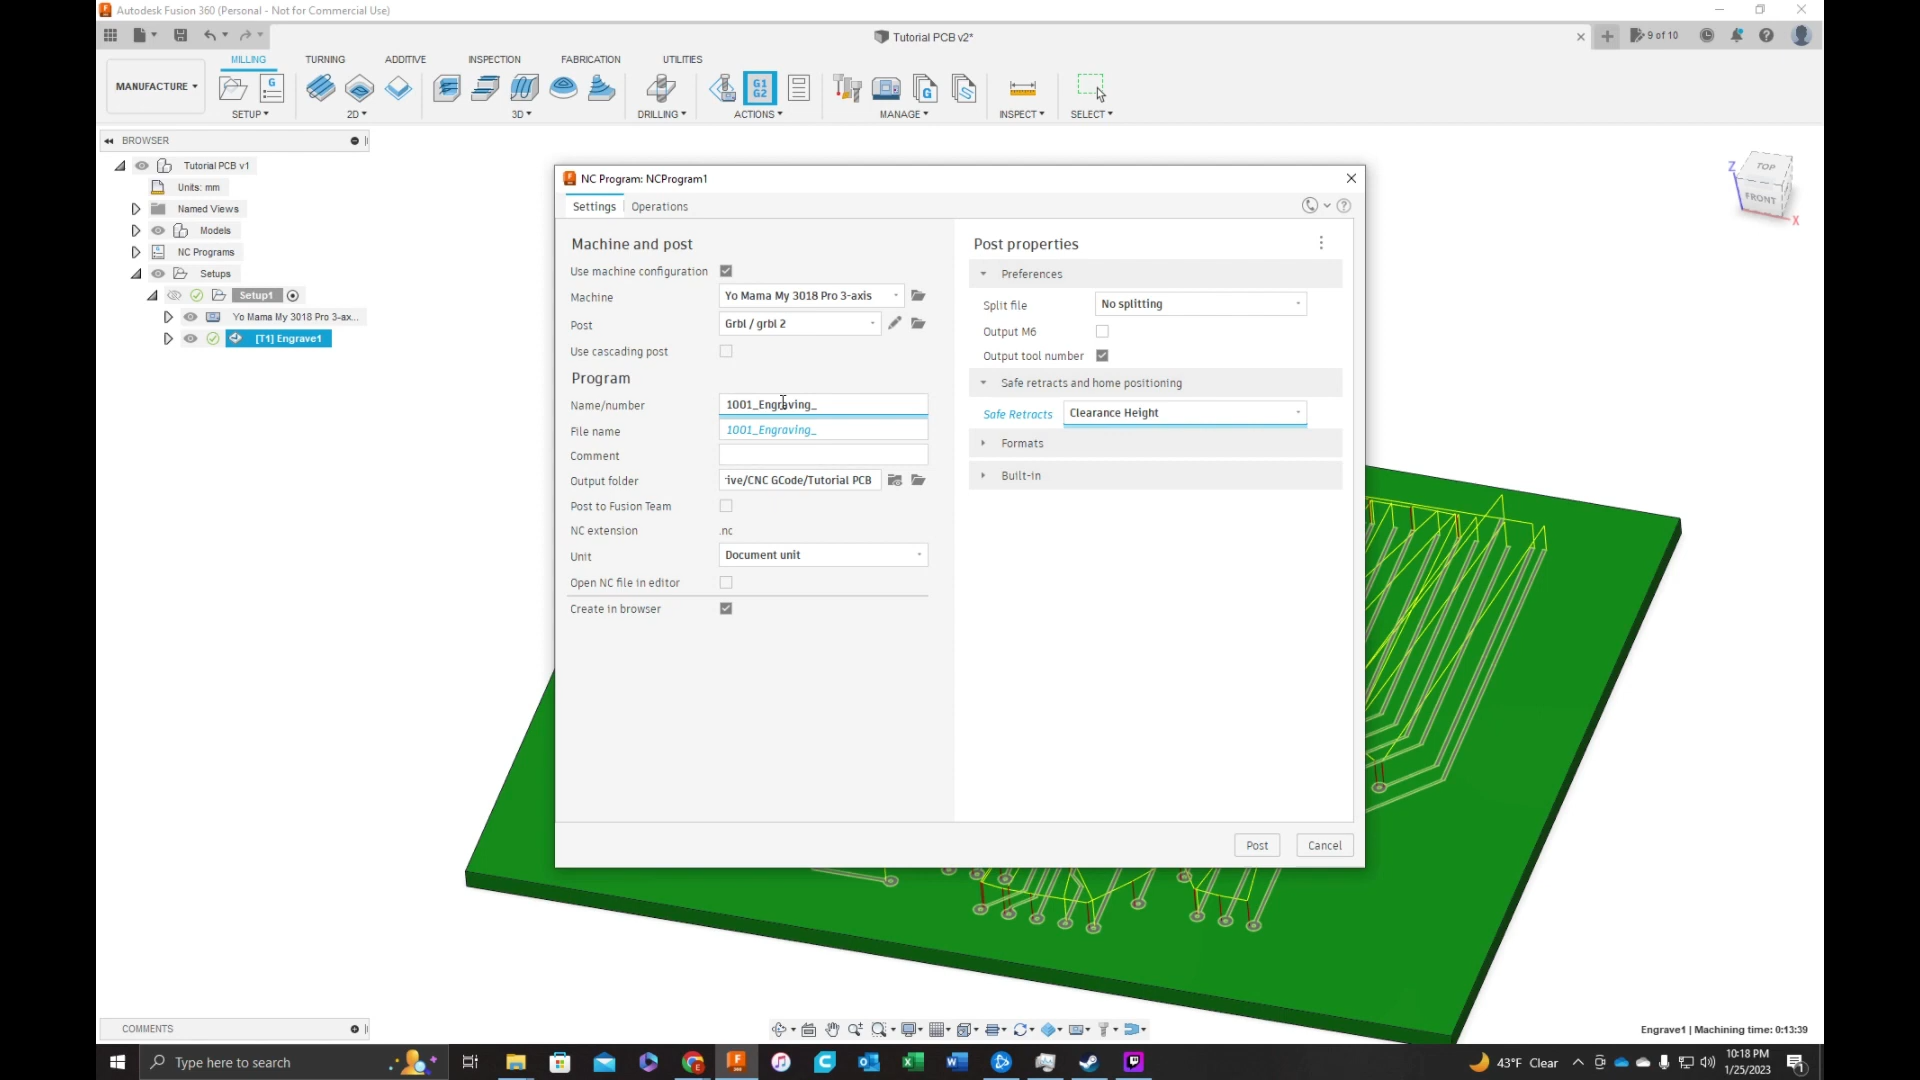 Autodesk Fusion 360 (Personal - Not for Commercial Use)
Tutorial PCB v2*
9 of 10
MILLING TURNING ADDITIVE INSPECTION FABRICATION UTILITIES
MANUFACTURE
G1
G2
SETUP 2D 3D DRILLING ACTIONS MANAGE INSPECT SELECT
BROWSER
Tutorial PCB v1
Units: mm
Named Views
Models
NC Programs
Setups
Setup1
Yo Mama My 3018 Pro 3-ax...
[T1] Engrave1
TOP
FRONT
Z
X
NC Program: NCProgram1
Settings Operations
Machine and post
Use machine configuration
Machine Yo Mama My 3018 Pro 3-axis
Post Grbl / grbl 2
Use cascading post
Program
Name/number 1001_Engraving_
File name 1001_Engraving_
Comment
Output folder ive/CNC GCode/Tutorial PCB
Post to Fusion Team
NC extension .nc
Unit Document unit
Open NC file in editor
Create in browser
Post properties
Preferences
Split file No splitting
Output M6
Output tool number
Safe retracts and home positioning
Safe Retracts Clearance Height
Formats
Built-in
Post Cancel
COMMENTS
Engrave1 | Machining time: 0:13:39
Type here to search
43°F Clear
10:18 PM
1/25/2023